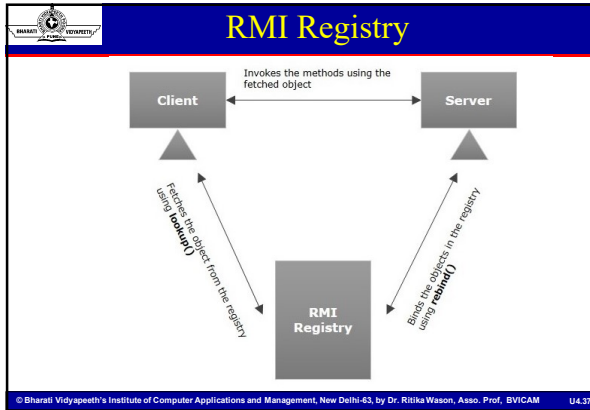 BHARATI VIDYAPEETH
PUNE
RMI Registry
Invokes the methods using the
fetched object
Client
Server
Fetches the object from the registry
using lookup()
Binds the objects in the registry
using rebind()
RMI
Registry
© Bharati Vidyapeeth's Institute of Computer Applications and Management, New Delhi-63, by Dr. Ritika Wason, Asso. Prof, BVICAM U4.37